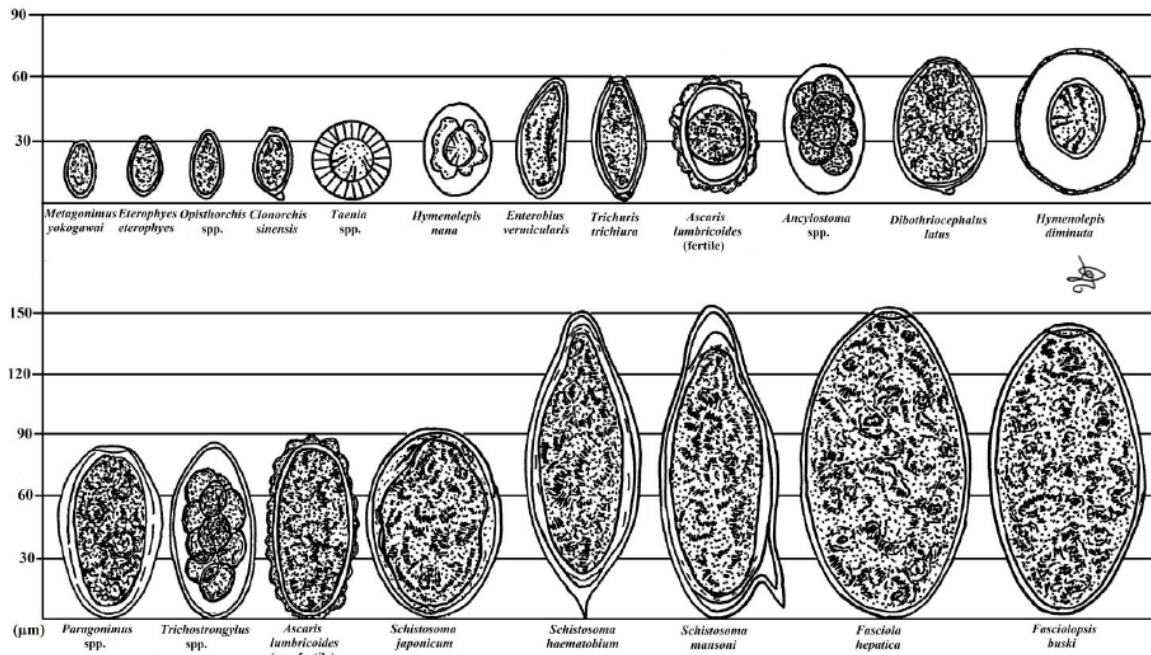 90
60
30
Metagonimus
yokogawai
Eterophyes
eterophyes
Opisthorchis
spp.
Clonorchis
sinensis
Taenia
spp.
Hymenolepis
nana
Enterobius
vermicularis
Trichuris
trichiura
Ascaris
lumbricoides
(fertile)
Ancylostoma
spp.
Dibothriocephalus
latus
Hymenolepis
diminuta
150
120
90
60
30
(μm)
Paragonimus
spp.
Trichostrongylus
spp.
Ascaris
lumbricoides
Schistosoma
japonicum
Schistosoma
haematobium
Schistosoma
mansoni
Fasciola
hepatica
Fasciolopsis
buski